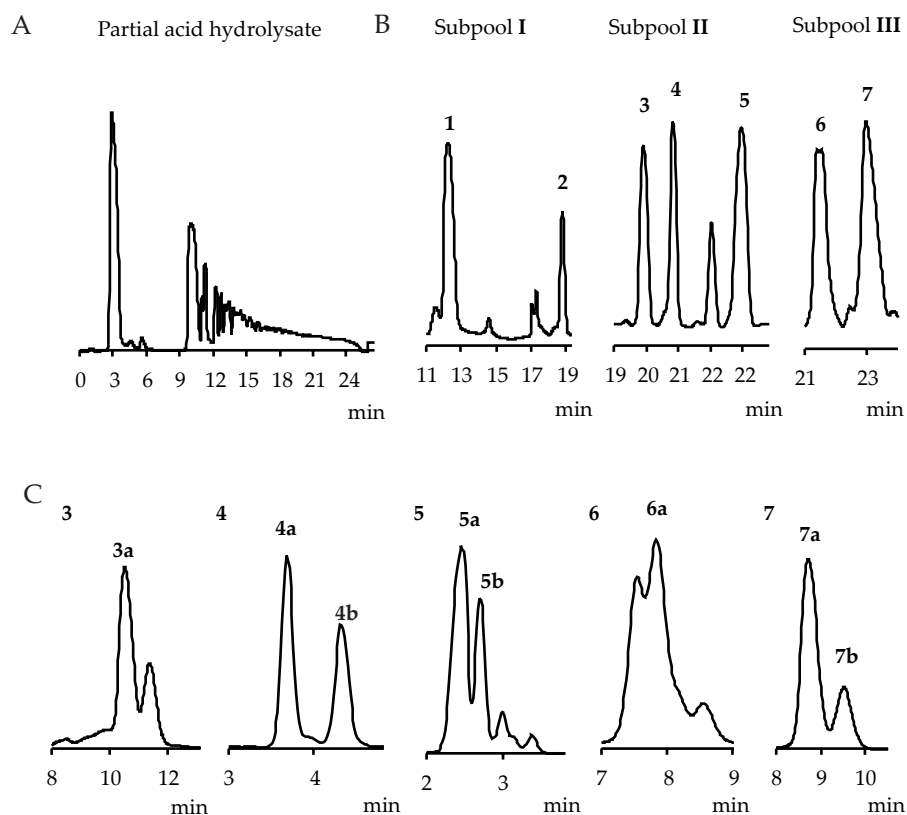 A Partial acid hydrolysate B Subpool I Subpool II Subpool III
1 2 3 4 5 6 7
0 3 6 9 12 15 18 21 24
min
11 13 15 17 19
min
19 20 21 22 22
min
21 23
min
C
3 4 5 6 7
3a 4a 4b 5a 5b 6a 7a 7b
8 10 12
min
3 4
min
2 3
min
7 8 9
min
8 9 10
min